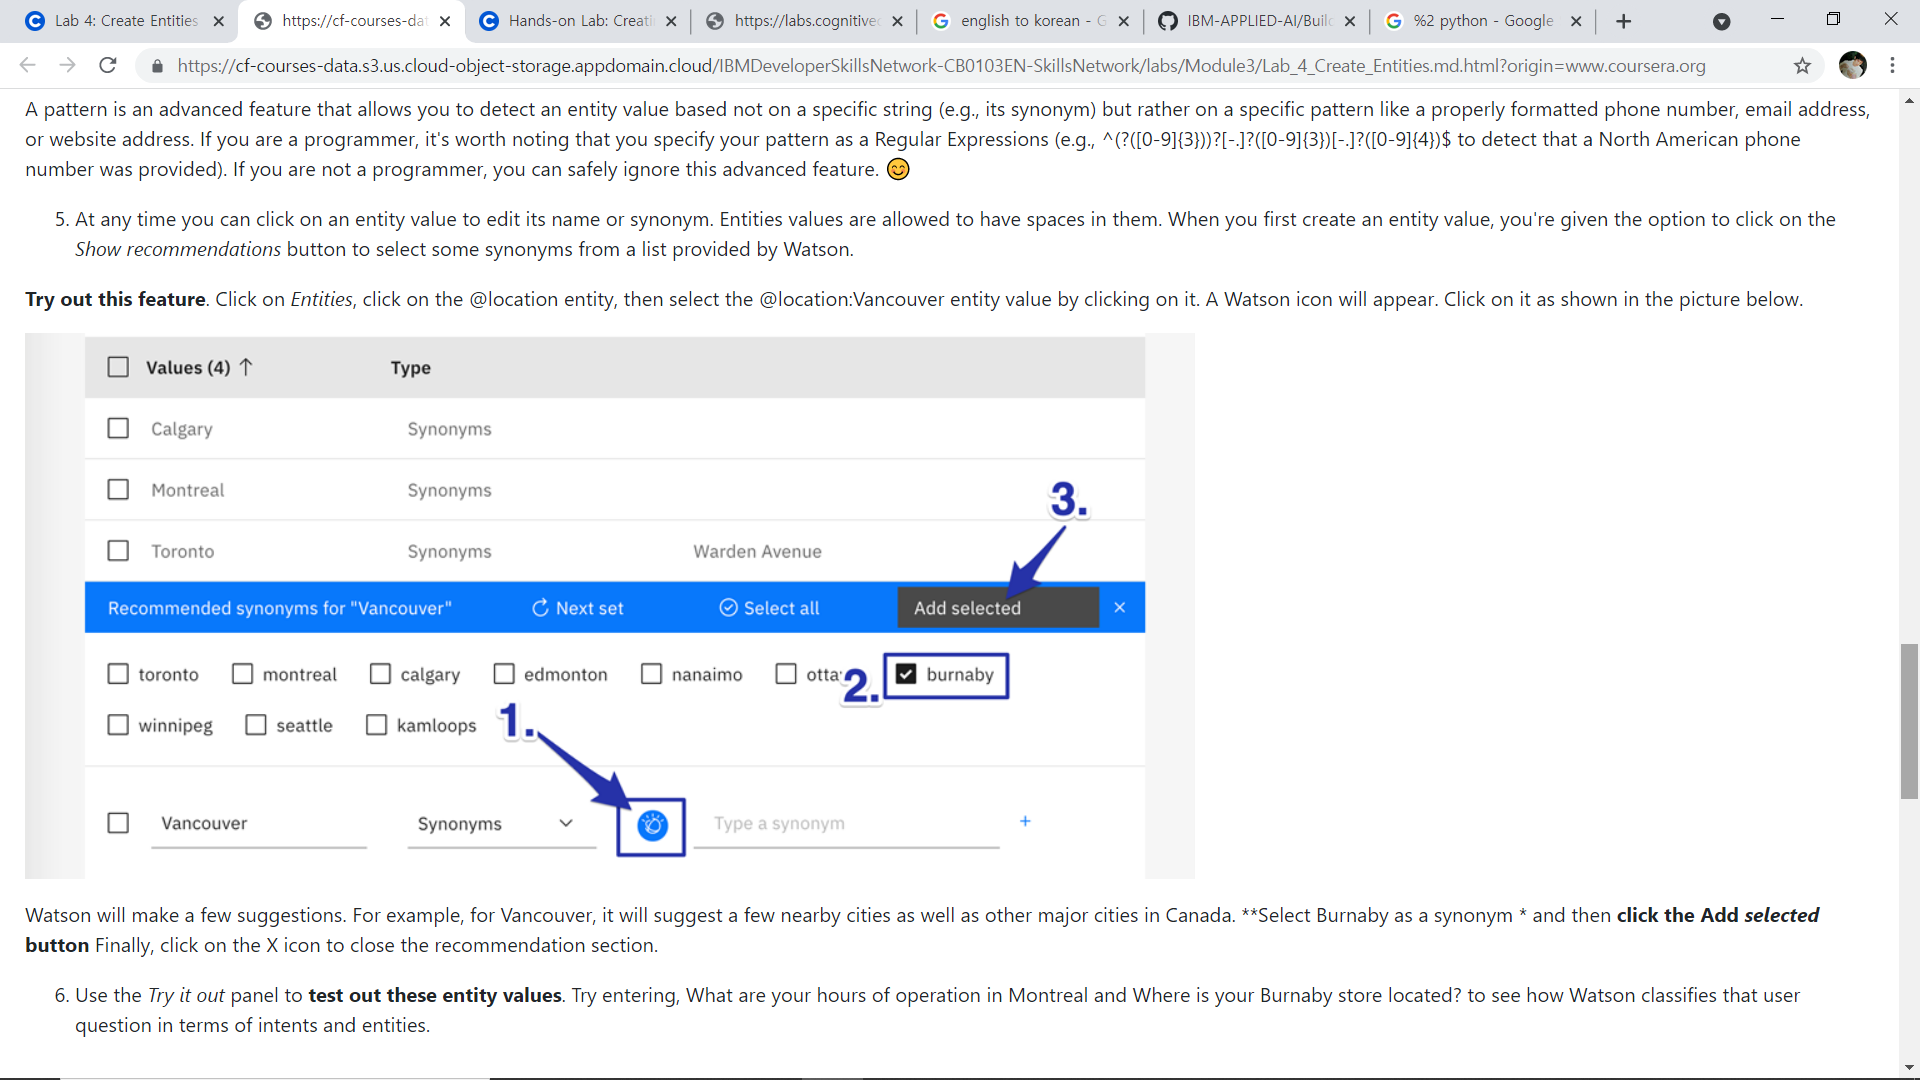 Lab 4: Create Entities
https://cf-courses-dat
Hands-on Lab: Creati
https://labs.cognitivec
english to korean - G
IBM-APPLIED-AI/Build
%2 python - Google
https://cf-courses-data.s3.us.cloud-object-storage.appdomain.cloud/IBMDeveloperSkillsNetwork-CB0103EN-SkillsNetwork/labs/Module3/Lab_4_Create_Entities.md.html?origin=www.coursera.org
A pattern is an advanced feature that allows you to detect an entity value based not on a specific string (e.g., its synonym) but rather on a specific pattern like a properly formatted phone number, email address,
or website address. If you are a programmer, it's worth noting that you specify your pattern as a Regular Expressions (e.g., ^(?([0-9]{3}))?[-.]?([0-9]{3})[-.]?([0-9]{4})$ to detect that a North American phone
number was provided). If you are not a programmer, you can safely ignore this advanced feature. 😊
5. At any time you can click on an entity value to edit its name or synonym. Entities values are allowed to have spaces in them. When you first create an entity value, you're given the option to click on the
Show recommendations button to select some synonyms from a list provided by Watson.
Try out this feature. Click on Entities, click on the @location entity, then select the @location:Vancouver entity value by clicking on it. A Watson icon will appear. Click on it as shown in the picture below.
Values (4) ↑ Type
Calgary Synonyms
Montreal Synonyms
3.
Toronto Synonyms Warden Avenue
Recommended synonyms for "Vancouver" Next set Select all Add selected ×
toronto montreal calgary edmonton nanaimo otta 2. burnaby
winnipeg seattle kamloops 1.
Vancouver Synonyms Type a synonym +
Watson will make a few suggestions. For example, for Vancouver, it will suggest a few nearby cities as well as other major cities in Canada. **Select Burnaby as a synonym * and then click the Add selected
button Finally, click on the X icon to close the recommendation section.
6. Use the Try it out panel to test out these entity values. Try entering, What are your hours of operation in Montreal and Where is your Burnaby store located? to see how Watson classifies that user
question in terms of intents and entities.